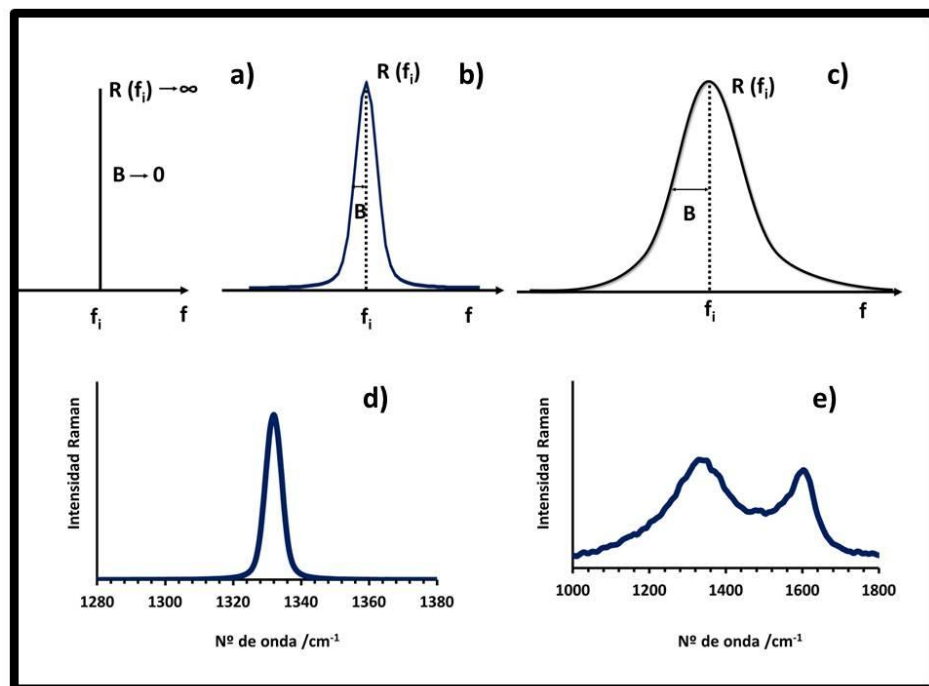 a)
R (fᵢ) →∞
B → 0
fᵢ
f
b)
R (fᵢ)
B
fᵢ
f
c)
R (fᵢ)
B
fᵢ
f
d)
Intensidad Raman
1280 1300 1320 1340 1360 1380
Nº de onda /cm⁻¹
e)
Intensidad Raman
1000 1200 1400 1600 1800
Nº de onda /cm⁻¹